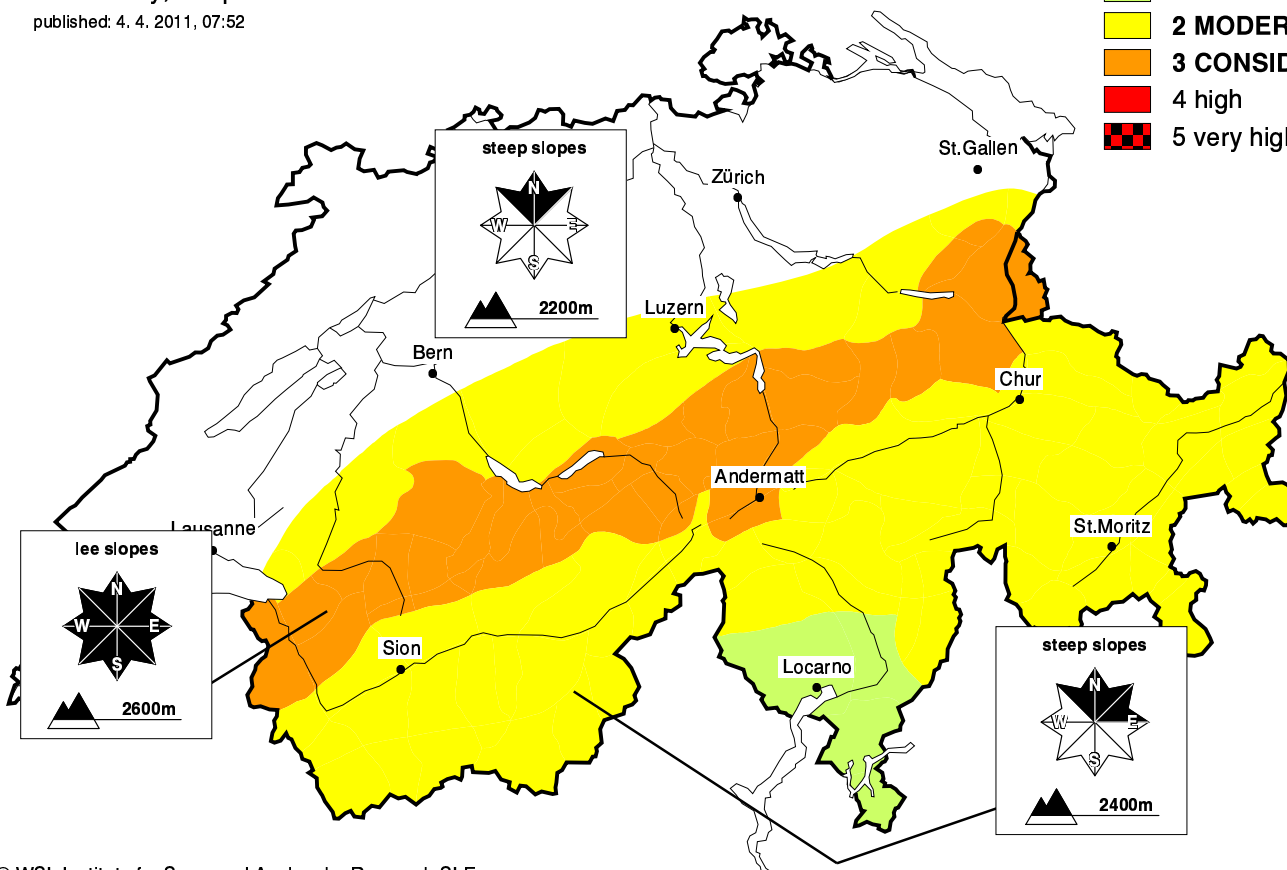 published: 4. 4. 2011, 07:52
2 MODER
3 CONSID
4 high
5 very high
St.Gallen
Zürich
steep slopes
N
W E
S
2200m
Luzern
Bern
Chur
Andermatt
Lausanne
St.Moritz
lee slopes
N
W E
S
2600m
Sion
Locarno
steep slopes
N
W E
S
2400m